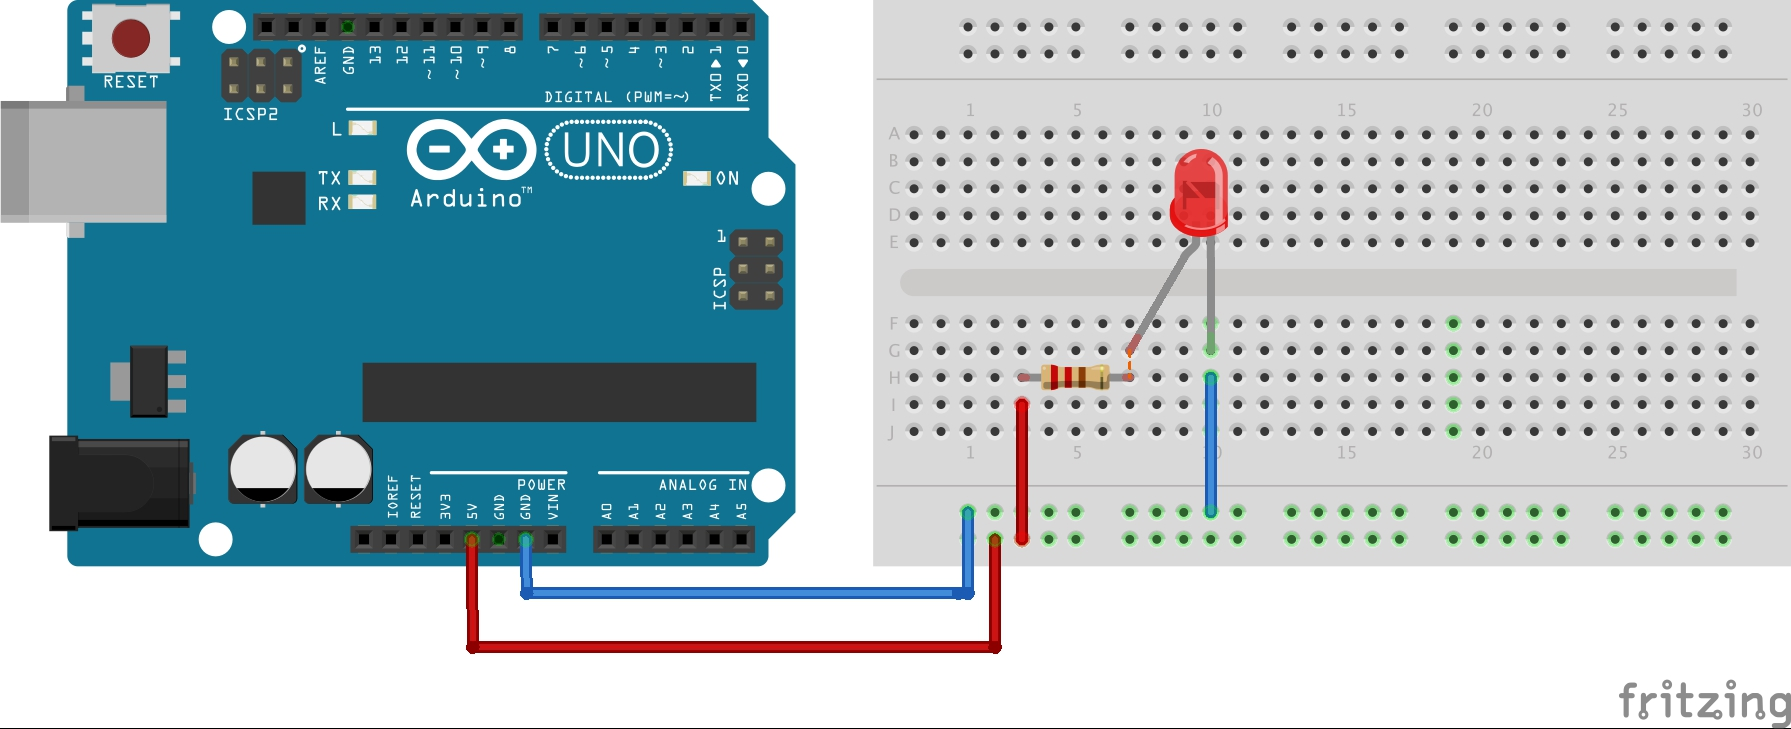 RESET
ICSP2
AREF
GND
13
12
~11
~10
~9
8
7
~6
~5
4
~3
2
TX0▶1
RX0◀0
DIGITAL (PWM=~)
L
TX
RX
Arduino™
UNO
ON
1
ICSP
IOREF
RESET
3V3
5V
GND
GND
VIN
POWER
A0
A1
A2
A3
A4
A5
ANALOG IN
1 5 10 15 20 25 30
A A
B B
C C
D D
E E
F F
G G
H H
I I
J J
1 5 10 15 20 25 30
fritzing